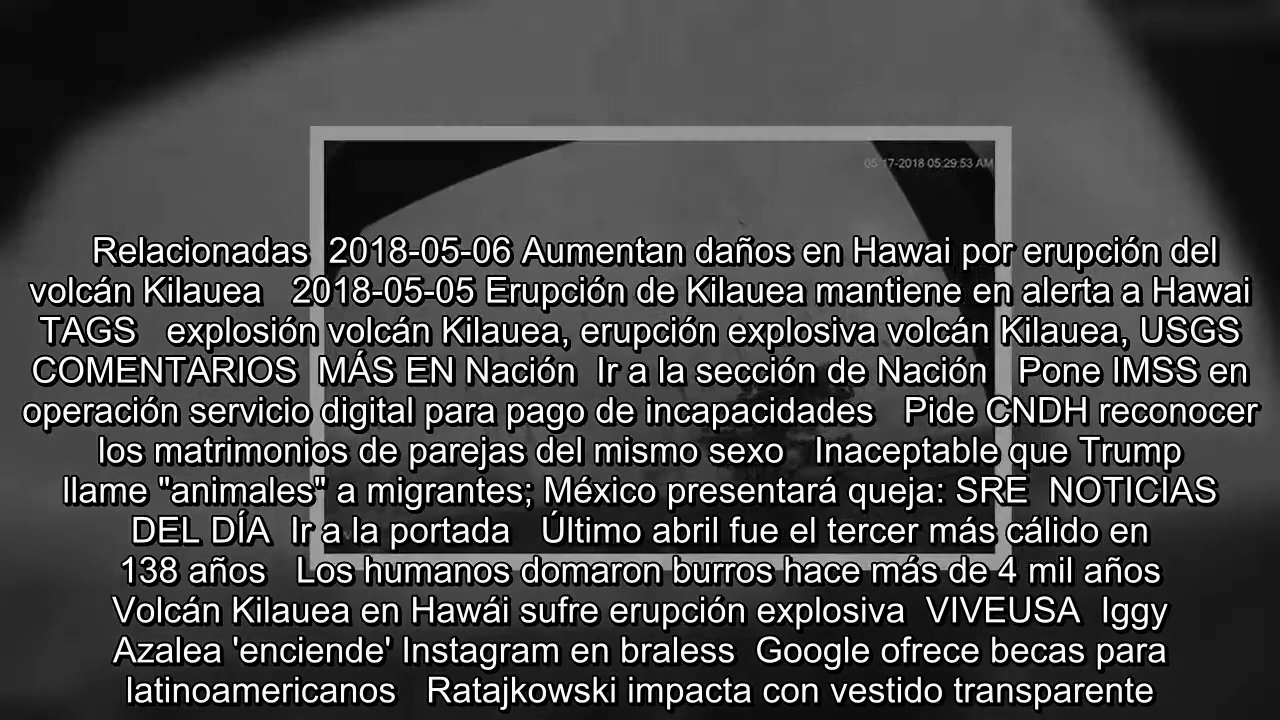 05-17-2018 05:29:53 AM
Relacionadas 2018-05-06 Aumentan daños en Hawai por erupción del
volcán Kilauea 2018-05-05 Erupción de Kilauea mantiene en alerta a Hawai
TAGS explosión volcán Kilauea, erupción explosiva volcán Kilauea, USGS
COMENTARIOS MÁS EN Nación Ir a la sección de Nación Pone IMSS en
operación servicio digital para pago de incapacidades Pide CNDH reconocer
los matrimonios de parejas del mismo sexo Inaceptable que Trump
llame "animales" a migrantes; México presentará queja: SRE NOTICIAS
DEL DÍA Ir a la portada Último abril fue el tercer más cálido en
138 años Los humanos domaron burros hace más de 4 mil años
Volcán Kilauea en Hawái sufre erupción explosiva VIVEUSA Iggy
Azalea 'enciende' Instagram en braless Google ofrece becas para
latinoamericanos Ratajkowski impacta con vestido transparente